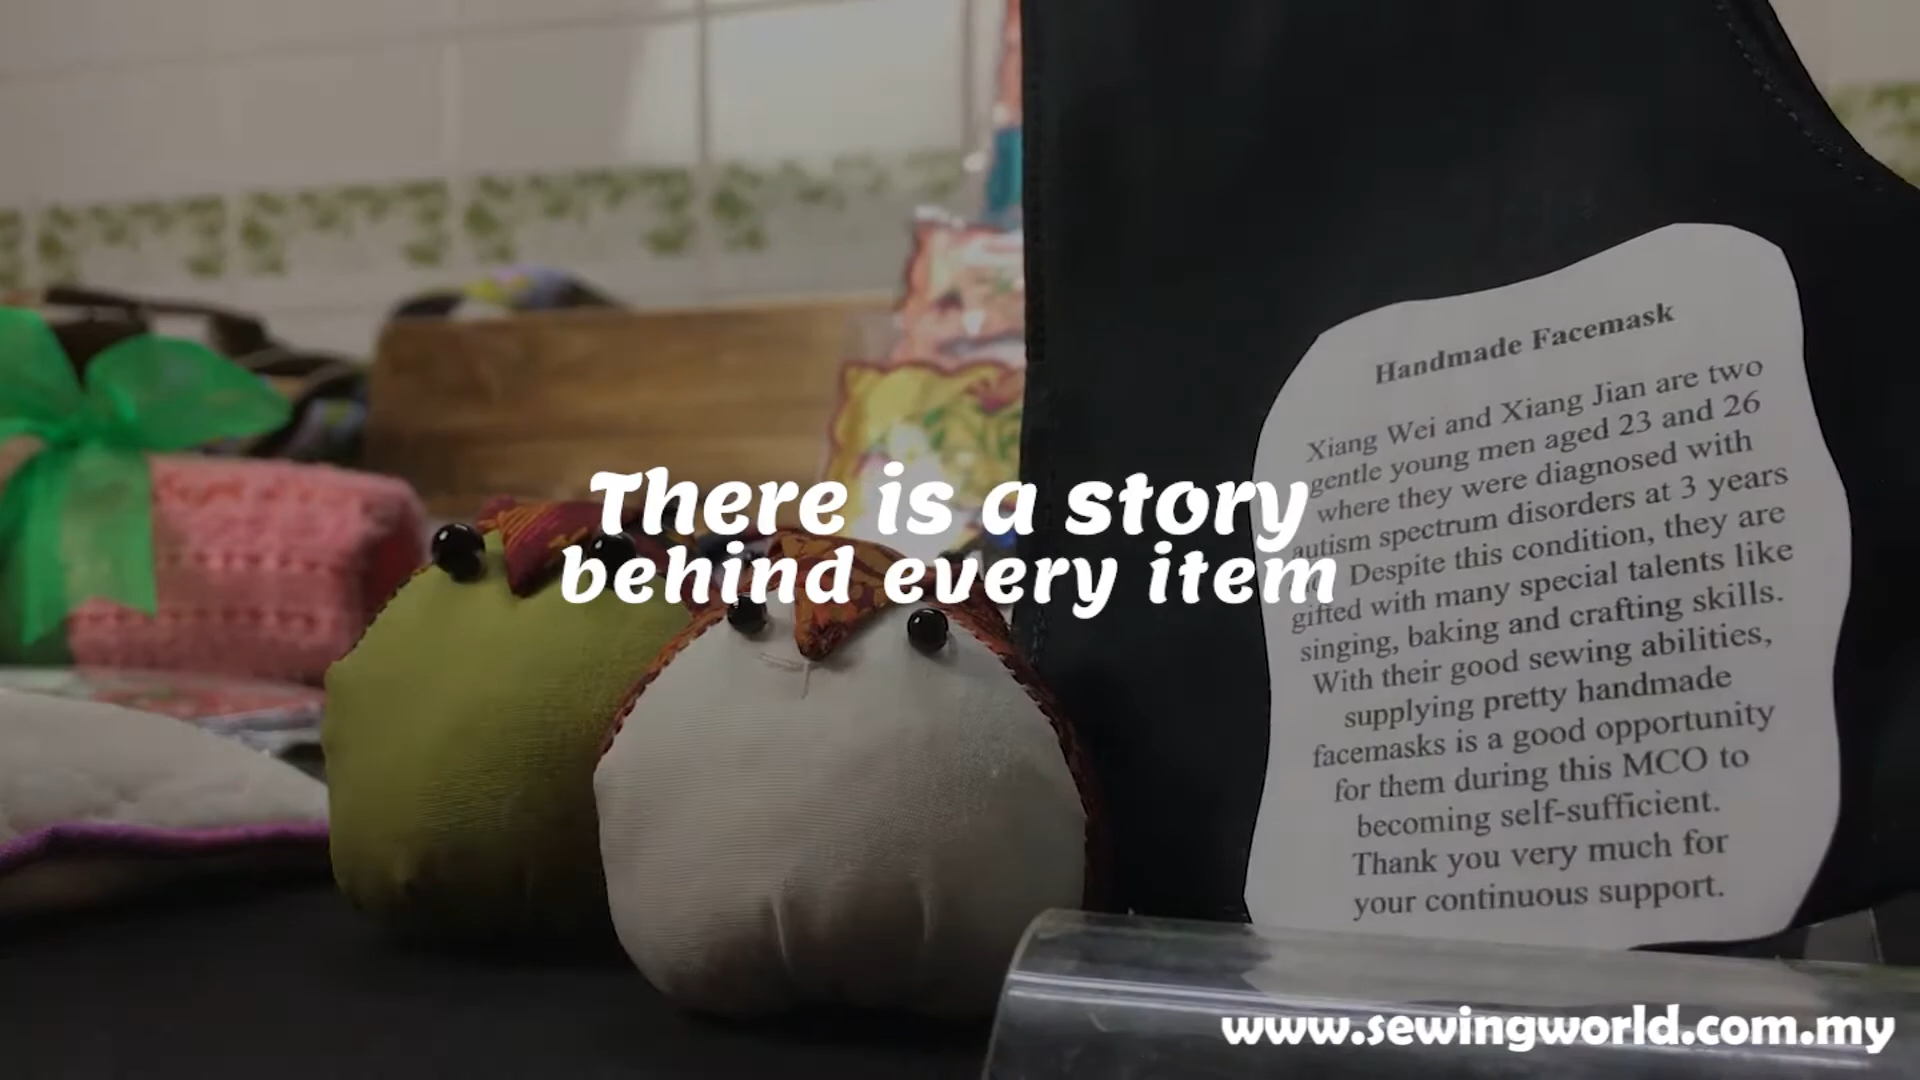 There is a story
behind every item
Handmade Facemask
Xiang Wei and Xiang Jian are two
gentle young men aged 23 and 26
where they were diagnosed with
autism spectrum disorders at 3 years
Despite this condition, they are
gifted with many special talents like
singing, baking and crafting skills.
With their good sewing abilities,
supplying pretty handmade
facemasks is a good opportunity
for them during this MCO to
becoming self-sufficient.
Thank you very much for
your continuous support.
www.sewingworld.com.my